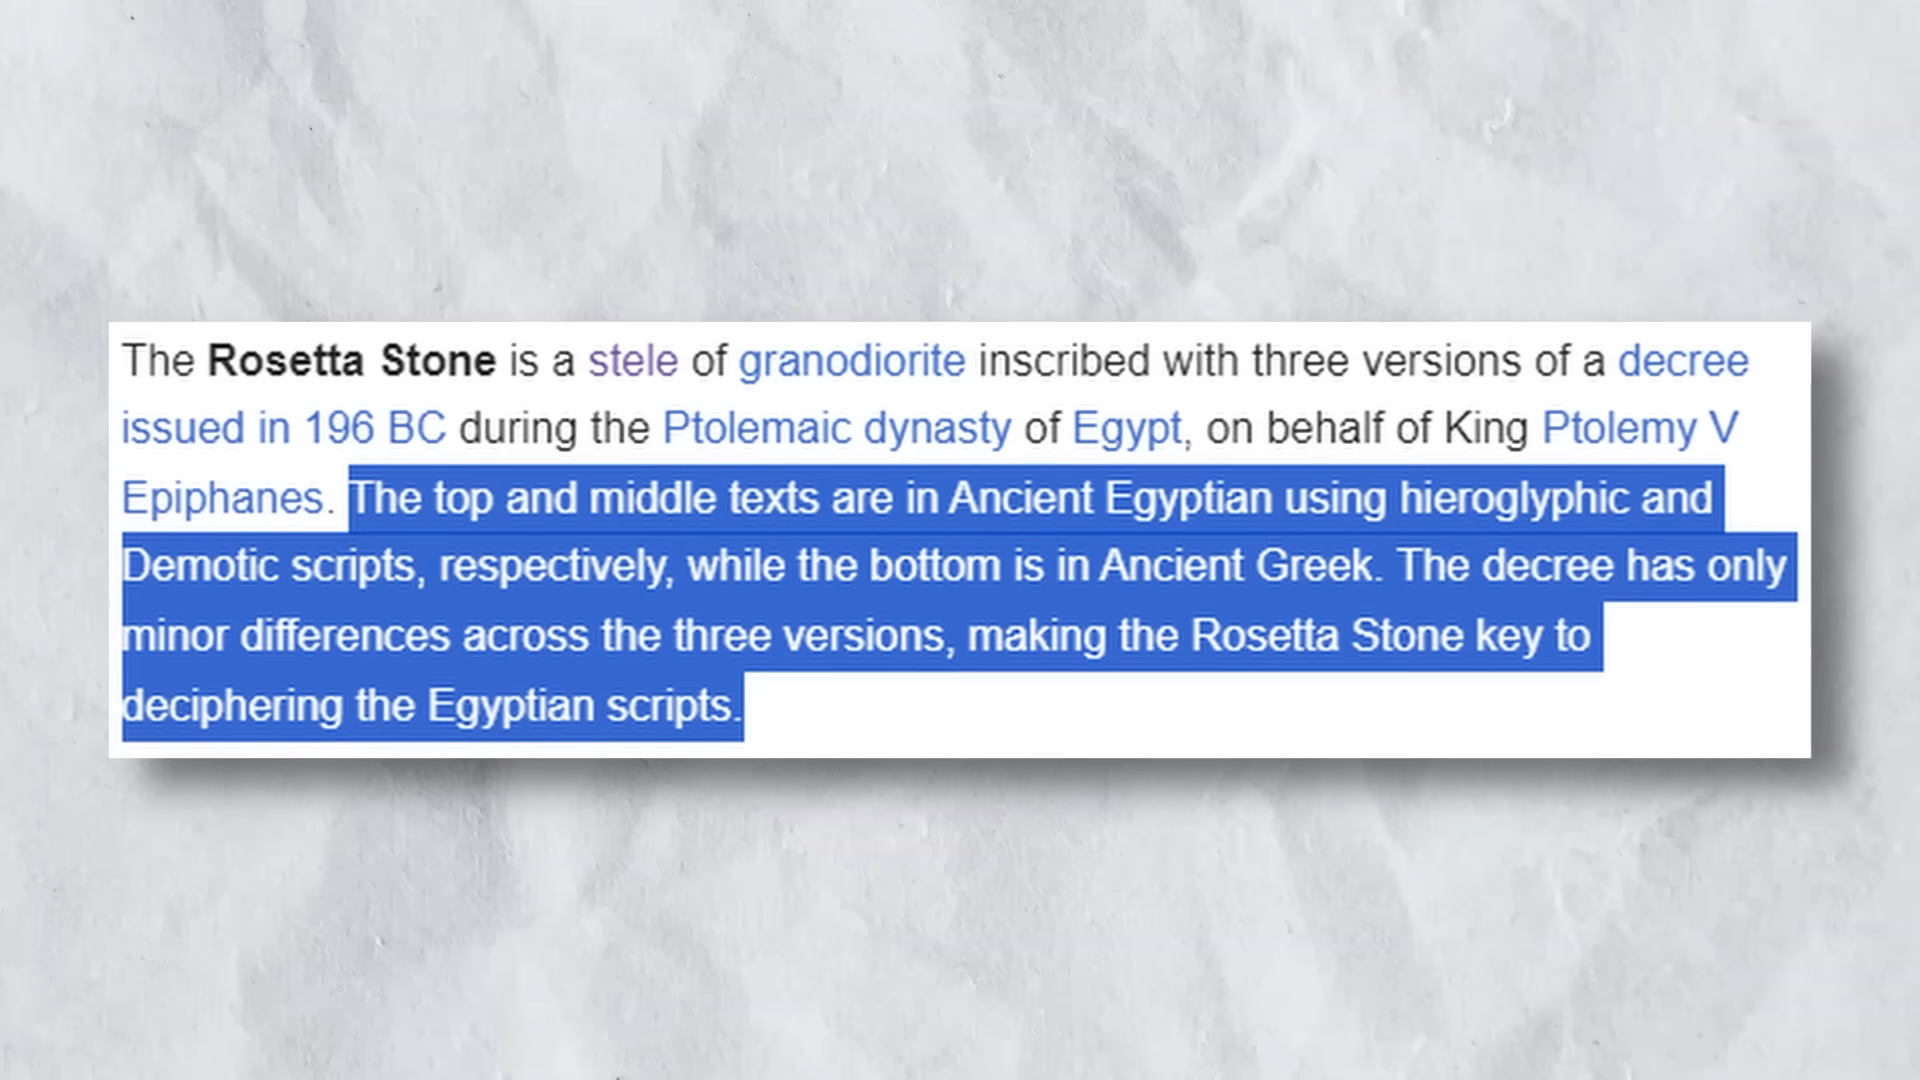 The Rosetta Stone is a stele of granodiorite inscribed with three versions of a decree
issued in 196 BC during the Ptolemaic dynasty of Egypt, on behalf of King Ptolemy V
Epiphanes. The top and middle texts are in Ancient Egyptian using hieroglyphic and
Demotic scripts, respectively, while the bottom is in Ancient Greek. The decree has only
minor differences across the three versions, making the Rosetta Stone key to
deciphering the Egyptian scripts.